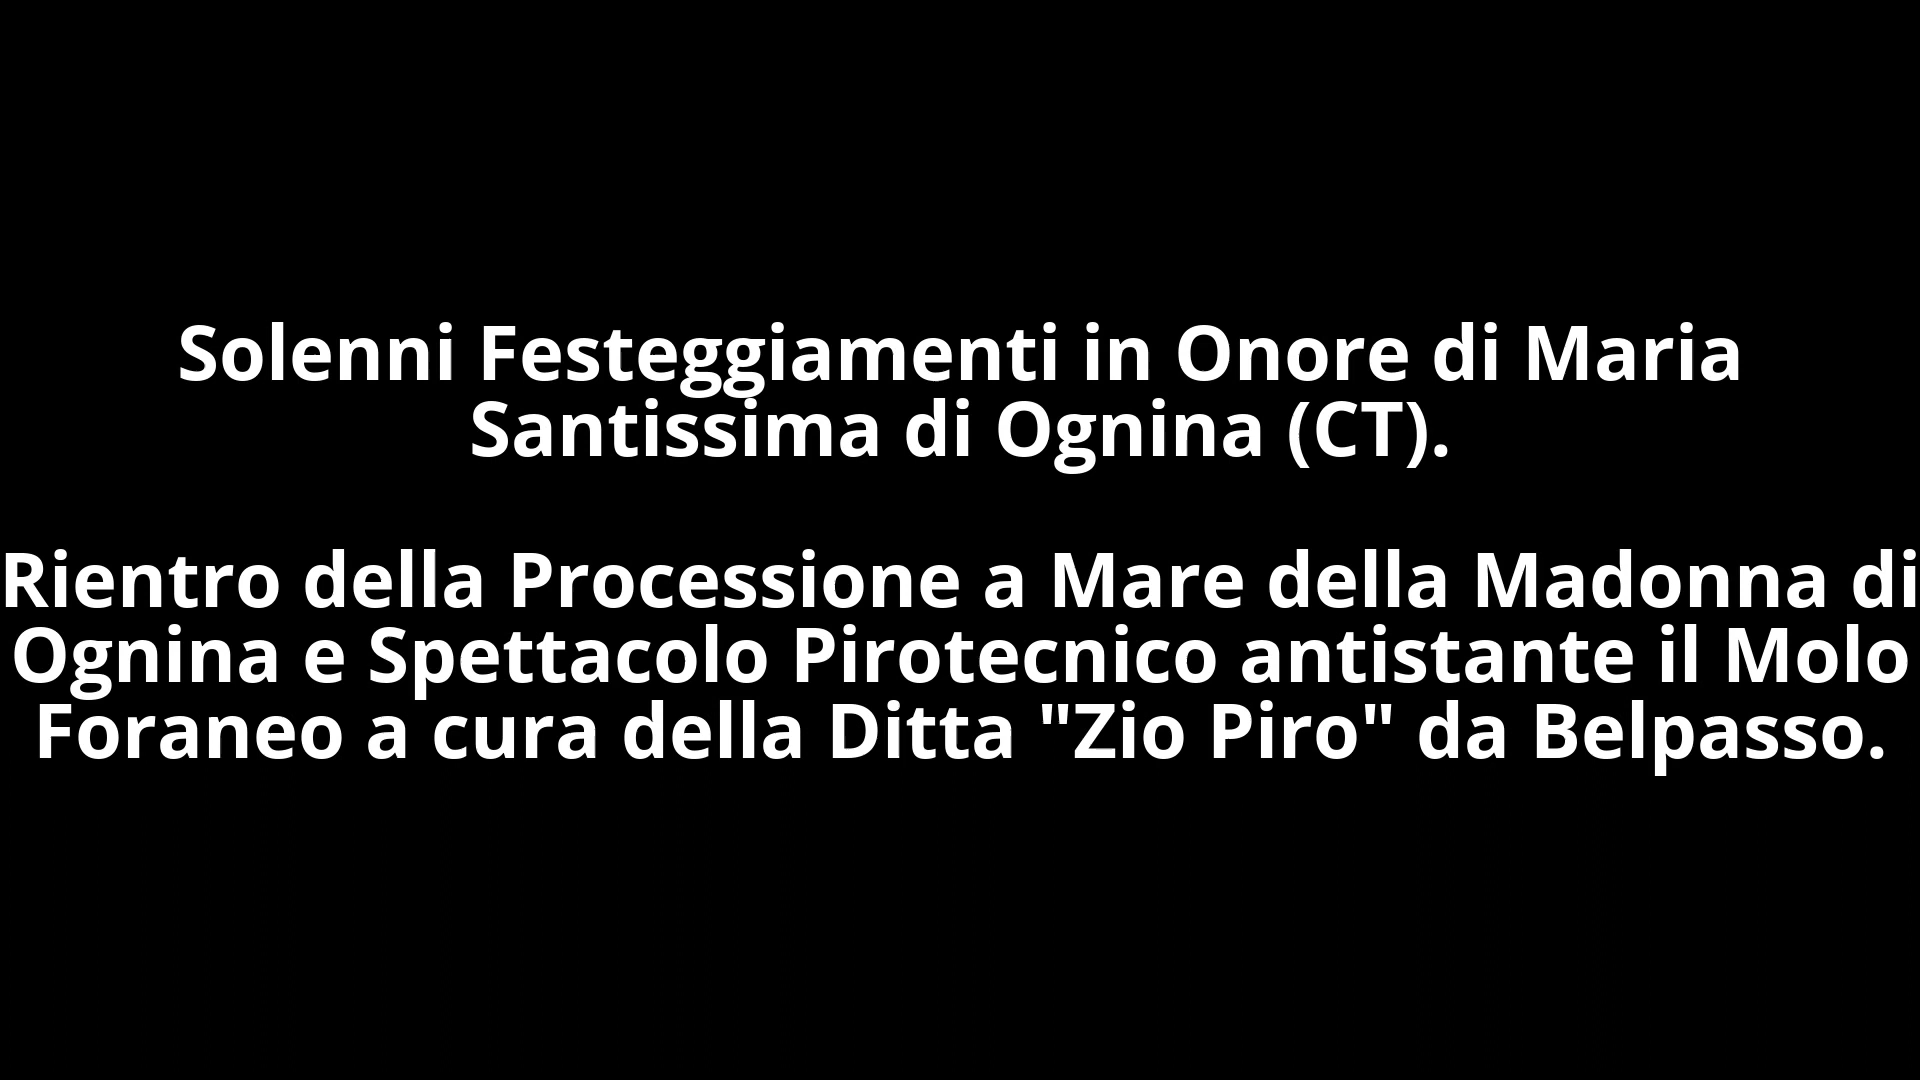 Solenni Festeggiamenti in Onore di Maria
Santissima di Ognina (CT).
Rientro della Processione a Mare della Madonna di
Ognina e Spettacolo Pirotecnico antistante il Molo
Foraneo a cura della Ditta "Zio Piro" da Belpasso.